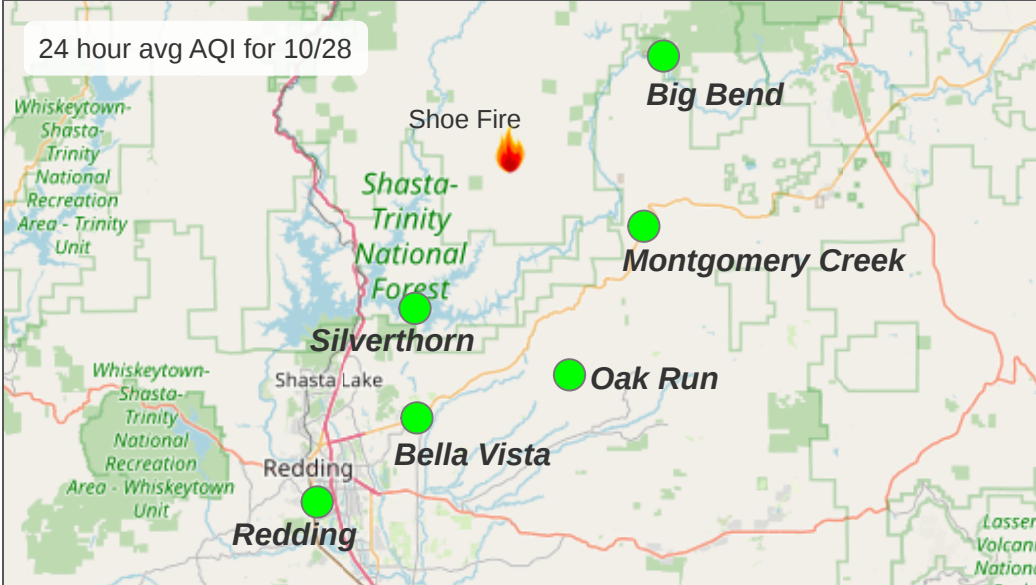 24 hour avg AQI for 10/28
Big Bend
Shoe Fire
Whiskeytown-
Shasta-
Trinity
National
Recreation
Area - Trinity
Unit
Shasta-
Trinity
National
Forest
Montgomery Creek
Silverthorn
Shasta Lake
Oak Run
Whiskeytown-
Shasta-
Trinity
National
Recreation
Area - Whiskeytown
Unit
Bella Vista
Redding
Redding
Lassen
Volcani
Nationa